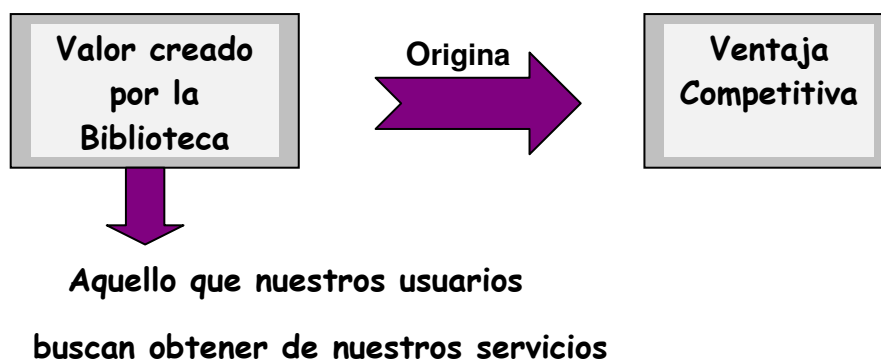 Valor creado
por la
Biblioteca
Origina
Ventaja
Competitiva
Aquello que nuestros usuarios
buscan obtener de nuestros servicios